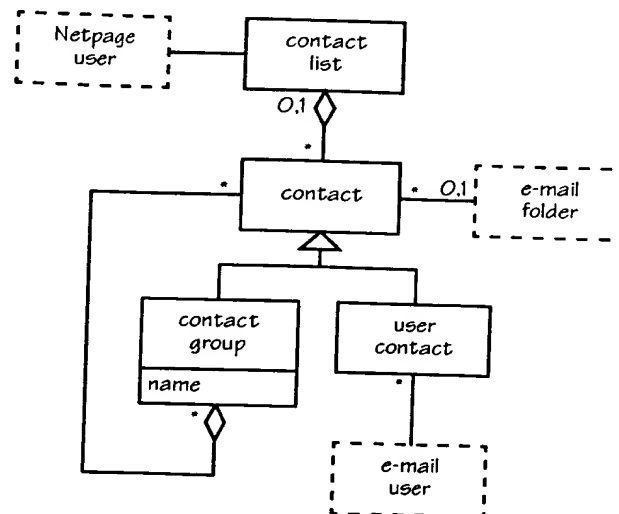 Netpage
user
contact
list
0,1
*
*
contact
*
0,1
e-mail
folder
contact
group
name
*
user
contact
*
e-mail
user